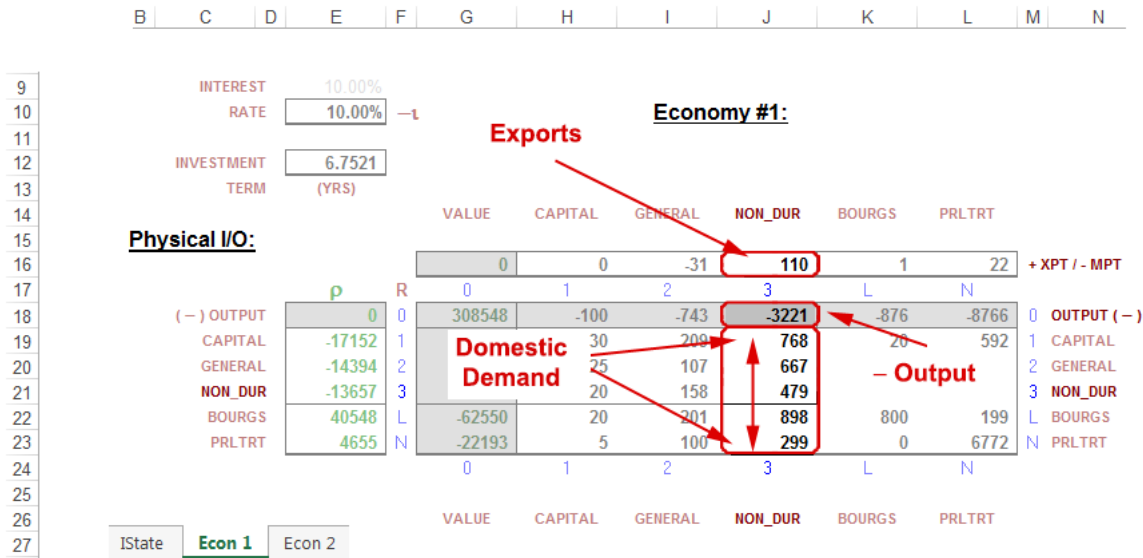 B C D E F G H I J K L M N
9 INTEREST 10.00%
10 RATE 10.00% −ι Economy #1:
11 Exports
12 INVESTMENT 6.7521
13 TERM (YRS)
14 VALUE CAPITAL GENERAL NON_DUR BOURGS PRLTRT
15 Physical I/O:
16 0 0 -31 110 1 22 + XPT / - MPT
17 ρ R 0 1 2 3 L N
18 ( − ) OUTPUT 0 0 308548 -100 -743 -3221 -876 -8766 0 OUTPUT ( − )
19 CAPITAL -17152 1 Domestic 30 209 768 20 592 1 CAPITAL
20 GENERAL -14394 2 Demand 25 107 667 − Output 2 GENERAL
21 NON_DUR -13657 3 20 158 479 3 NON_DUR
22 BOURGS 40548 L -62550 20 201 898 800 199 L BOURGS
23 PRLTRT 4655 N -22193 5 100 299 0 6772 N PRLTRT
24 0 1 2 3 L N
25
26 VALUE CAPITAL GENERAL NON_DUR BOURGS PRLTRT
27 IState Econ 1 Econ 2